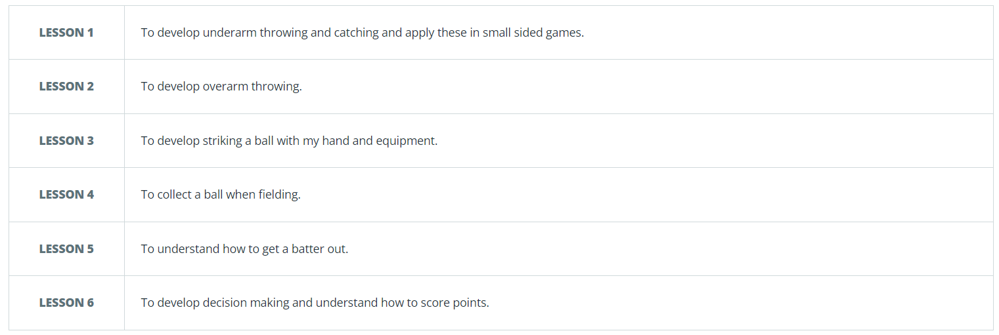 LESSON 1 To develop underarm throwing and catching and apply these in small sided games.
LESSON 2 To develop overarm throwing.
LESSON 3 To develop striking a ball with my hand and equipment.
LESSON 4 To collect a ball when fielding.
LESSON 5 To understand how to get a batter out.
LESSON 6 To develop decision making and understand how to score points.